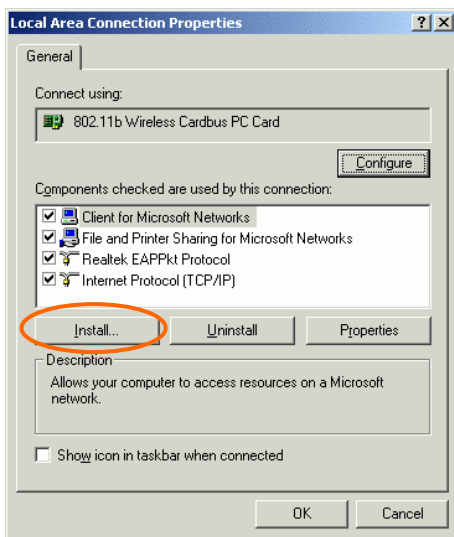 Local Area Connection Properties
General
Connect using:
802.11b Wireless Cardbus PC Card
Configure
Components checked are used by this connection:
Client for Microsoft Networks
File and Printer Sharing for Microsoft Networks
Realtek EAPPkt Protocol
Internet Protocol (TCP/IP)
Install... Uninstall Properties
Description
Allows your computer to access resources on a Microsoft
network.
Show icon in taskbar when connected
OK Cancel